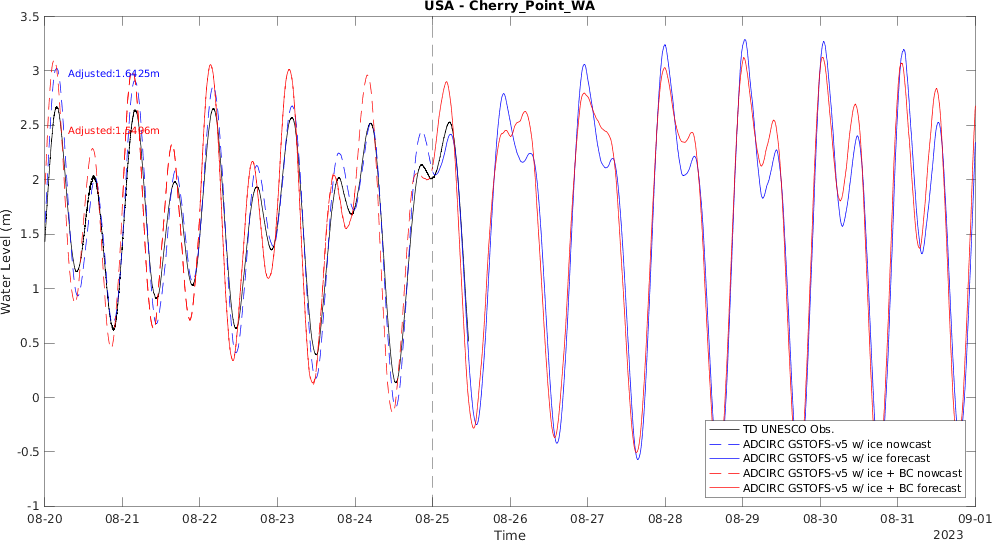 USA - Cherry_Point_WA
3.5
3
2.5
2
1.5
1
0.5
0
-0.5
-1
Water Level (m)
Adjusted:1.6425m
TD UNESCO Obs.
ADCIRC GSTOFS-v5 w/ ice nowcast
ADCIRC GSTOFS-v5 w/ ice forecast
ADCIRC GSTOFS-v5 w/ ice + BC nowcast
ADCIRC GSTOFS-v5 w/ ice + BC forecast
08-20 08-21 08-22 08-23 08-24 08-25 08-26 08-27 08-28 08-29 08-30 08-31 09-01
Time
2023